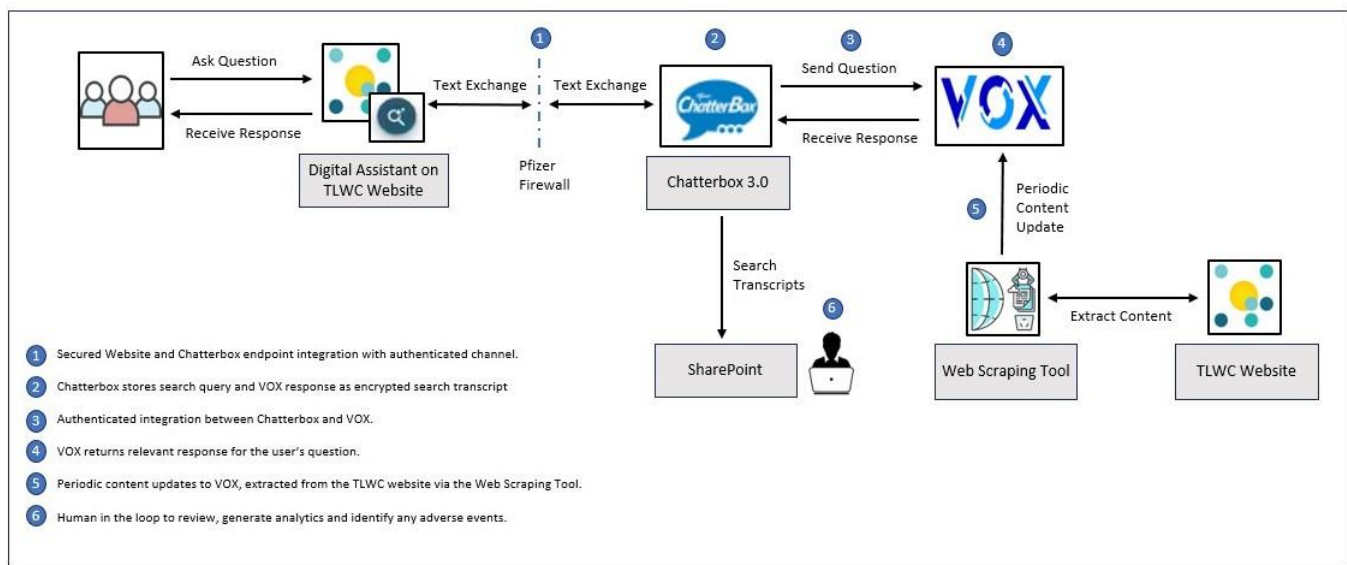 1
2
3
4
Ask Question
Receive Response
Text Exchange
Text Exchange
Send Question
Receive Response
ChatterBox
VOX
Digital Assistant on
TLWC Website
Pfizer
Firewall
Chatterbox 3.0
5
Periodic
Content
Update
Search
Transcripts
6
Extract Content
SharePoint
Web Scraping Tool
TLWC Website
1 Secured Website and Chatterbox endpoint integration with authenticated channel.
2 Chatterbox stores search query and VOX response as encrypted search transcript
3 Authenticated integration between Chatterbox and VOX.
4 VOX returns relevant response for the user's question.
5 Periodic content updates to VOX, extracted from the TLWC website via the Web Scraping Tool.
6 Human in the loop to review, generate analytics and identify any adverse events.